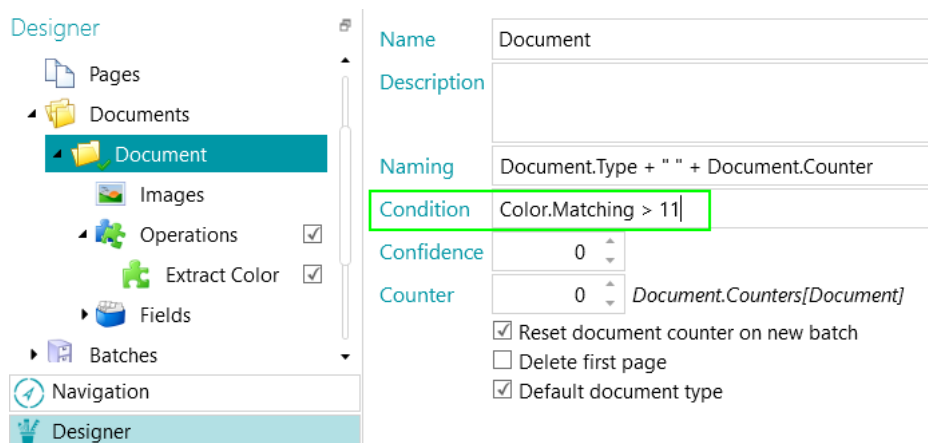 Designer
Pages
Documents
Document
Images
Operations
Extract Color
Fields
Batches
Navigation
Designer
Name Document
Description
Naming Document.Type + " " + Document.Counter
Condition Color.Matching > 11
Confidence 0
Counter 0 Document.Counters[Document]
Reset document counter on new batch
Delete first page
Default document type